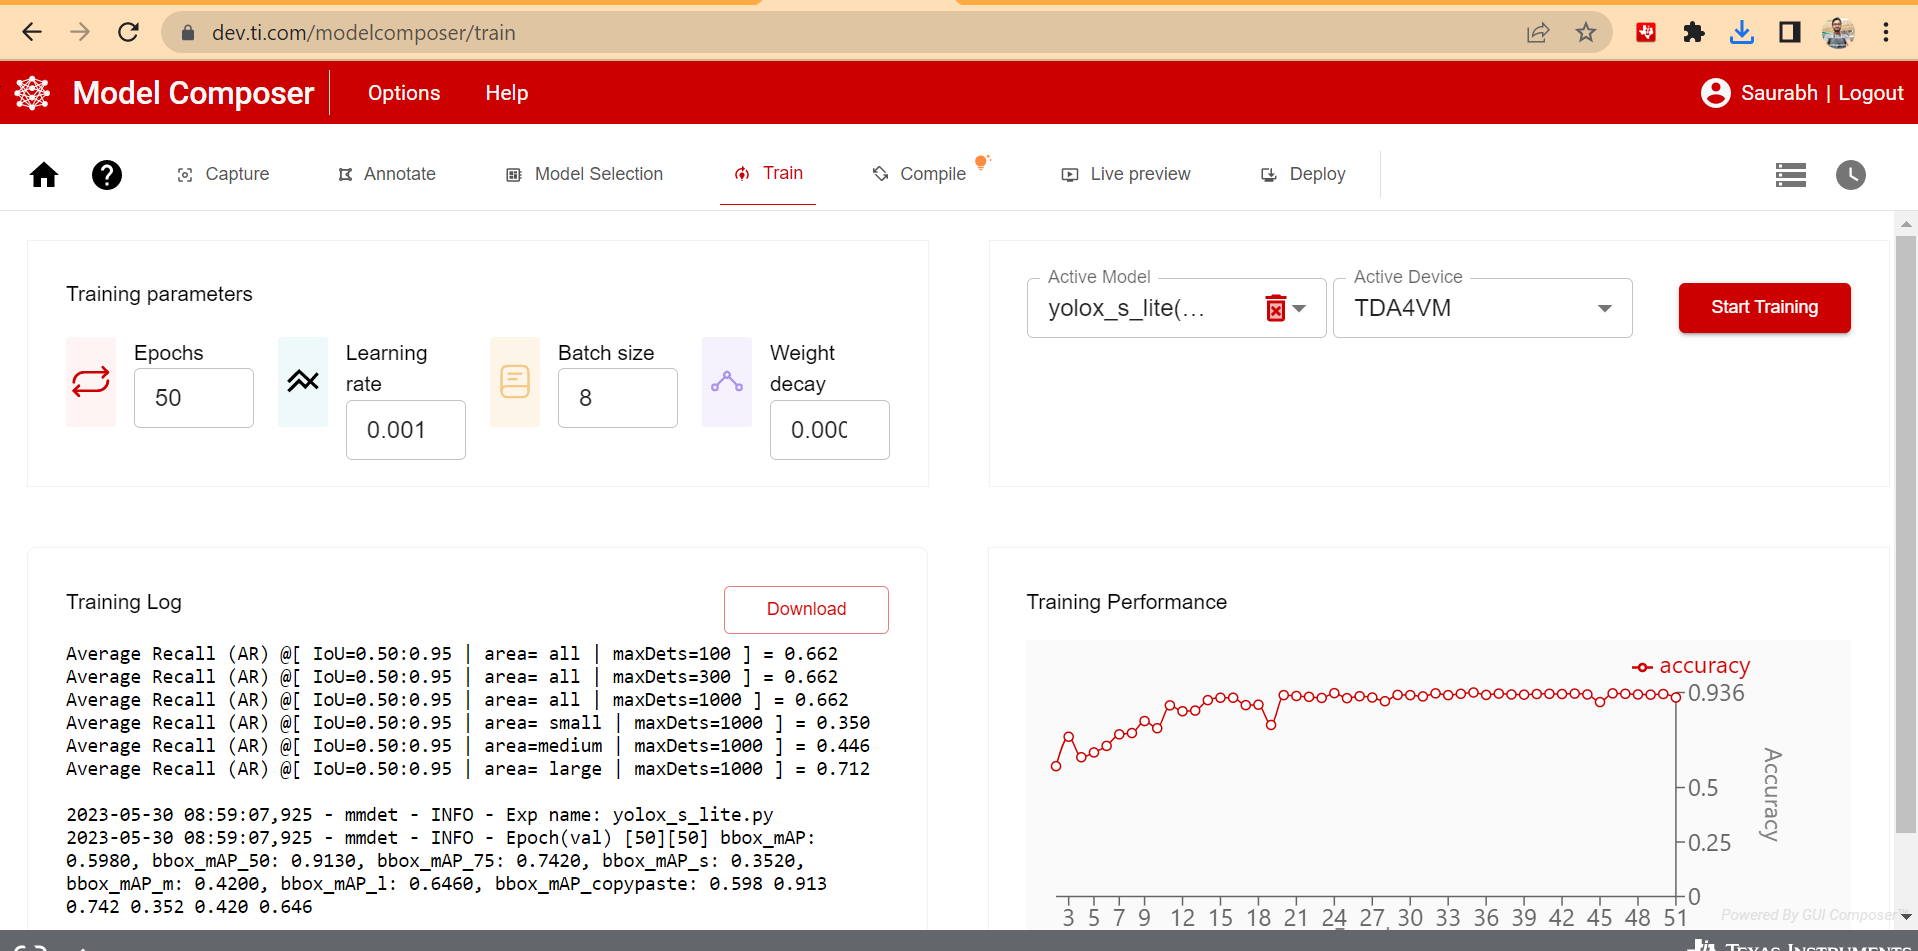 dev.ti.com/modelcomposer/train
Model Composer
Options
Help
Saurabh | Logout
Capture
Annotate
Model Selection
Train
Compile
Live preview
Deploy
Training parameters
Epochs
50
Learning
rate
0.001
Batch size
8
Weight
decay
0.000
Active Model
yolox_s_lite(...
Active Device
TDA4VM
Start Training
Training Log
Download
Average Recall (AR) @[ IoU=0.50:0.95 | area= all | maxDets=100 ] = 0.662
Average Recall (AR) @[ IoU=0.50:0.95 | area= all | maxDets=300 ] = 0.662
Average Recall (AR) @[ IoU=0.50:0.95 | area= all | maxDets=1000 ] = 0.662
Average Recall (AR) @[ IoU=0.50:0.95 | area= small | maxDets=1000 ] = 0.350
Average Recall (AR) @[ IoU=0.50:0.95 | area=medium | maxDets=1000 ] = 0.446
Average Recall (AR) @[ IoU=0.50:0.95 | area= large | maxDets=1000 ] = 0.712
2023-05-30 08:59:07,925 - mmdet - INFO - Exp name: yolox_s_lite.py
2023-05-30 08:59:07,925 - mmdet - INFO - Epoch(val) [50][50] bbox_mAP:
0.5980, bbox_mAP_50: 0.9130, bbox_mAP_75: 0.7420, bbox_mAP_s: 0.3520,
bbox_mAP_m: 0.4200, bbox_mAP_l: 0.6460, bbox_mAP_copypaste: 0.598 0.913
0.742 0.352 0.420 0.646
Training Performance
accuracy
0.936
0.5
0.25
0
Accuracy
3 5 7 9 12 15 18 21 24 27 30 33 36 39 42 45 48 51
Powered By GUI Composer™
TEXAS INSTRUMENTS